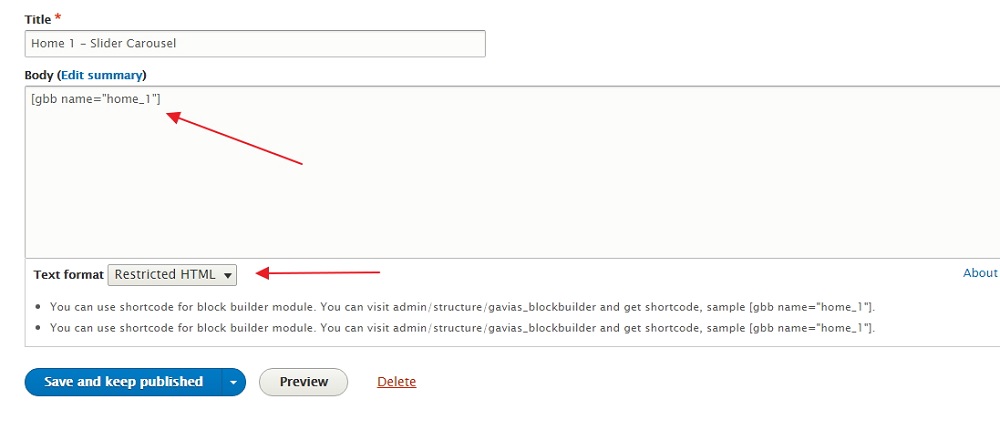 Title *
Home 1 – Slider Carousel
Body (Edit summary)
[gbb name="home_1"]
Text format Restricted HTML About
You can use shortcode for block builder module. You can visit admin/structure/gavias_blockbuilder and get shortcode, sample [gbb name="home_1"].
You can use shortcode for block builder module. You can visit admin/structure/gavias_blockbuilder and get shortcode, sample [gbb name="home_1"].
Save and keep published Preview Delete